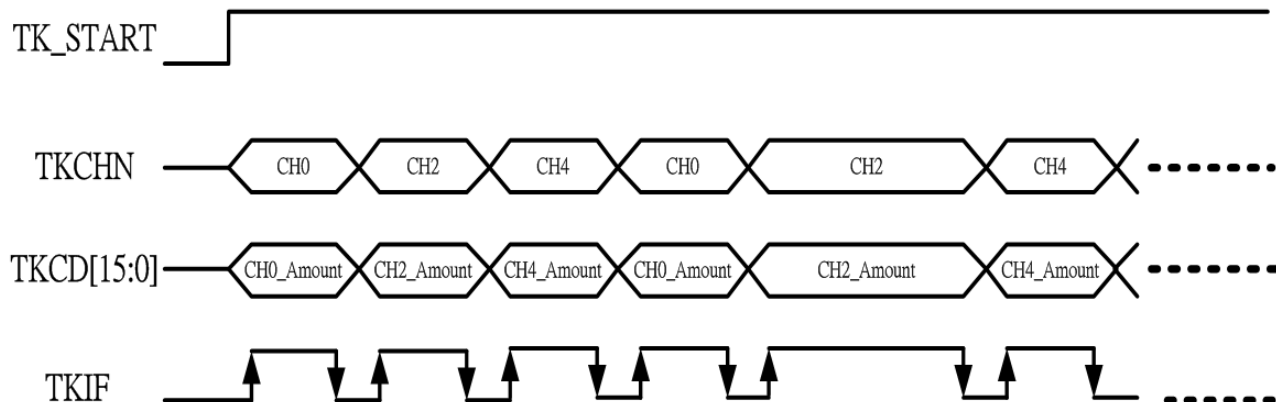 TK_START
TKCHN CH0 CH2 CH4 CH0 CH2 CH4
TKCD[15:0] CH0_Amount CH2_Amount CH4_Amount CH0_Amount CH2_Amount CH4_Amount
TKIF